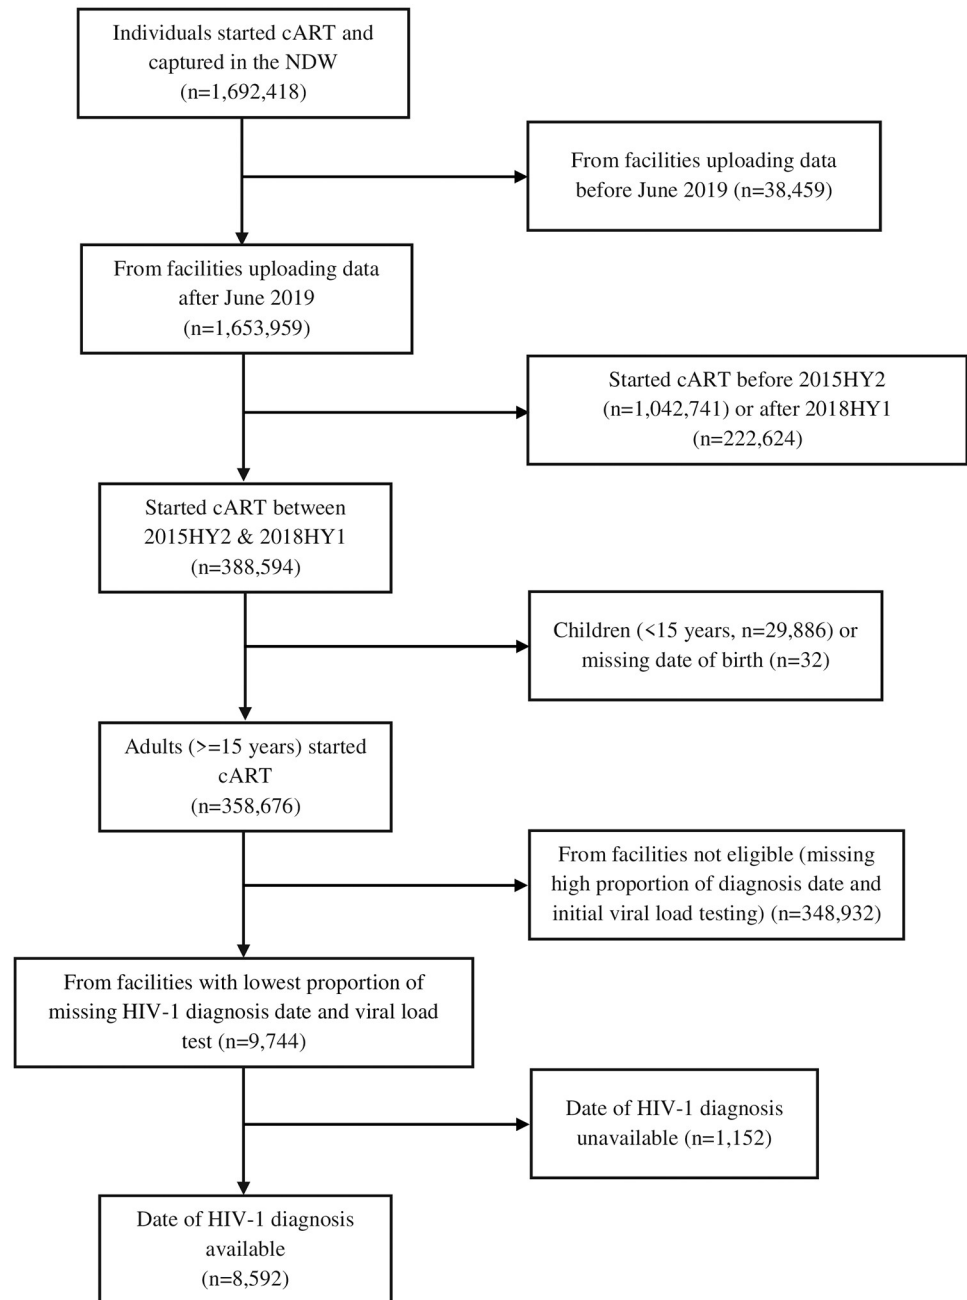 Individuals started cART and
captured in the NDW
(n=1,692,418)
From facilities uploading data
before June 2019 (n=38,459)
From facilities uploading data
after June 2019
(n=1,653,959)
Started cART before 2015HY2
(n=1,042,741) or after 2018HY1
(n=222,624)
Started cART between
2015HY2 & 2018HY1
(n=388,594)
Children (<15 years, n=29,886) or
missing date of birth (n=32)
Adults (>=15 years) started
cART
(n=358,676)
From facilities not eligible (missing
high proportion of diagnosis date and
initial viral load testing) (n=348,932)
From facilities with lowest proportion of
missing HIV-1 diagnosis date and viral load
test (n=9,744)
Date of HIV-1 diagnosis
unavailable (n=1,152)
Date of HIV-1 diagnosis
available
(n=8,592)